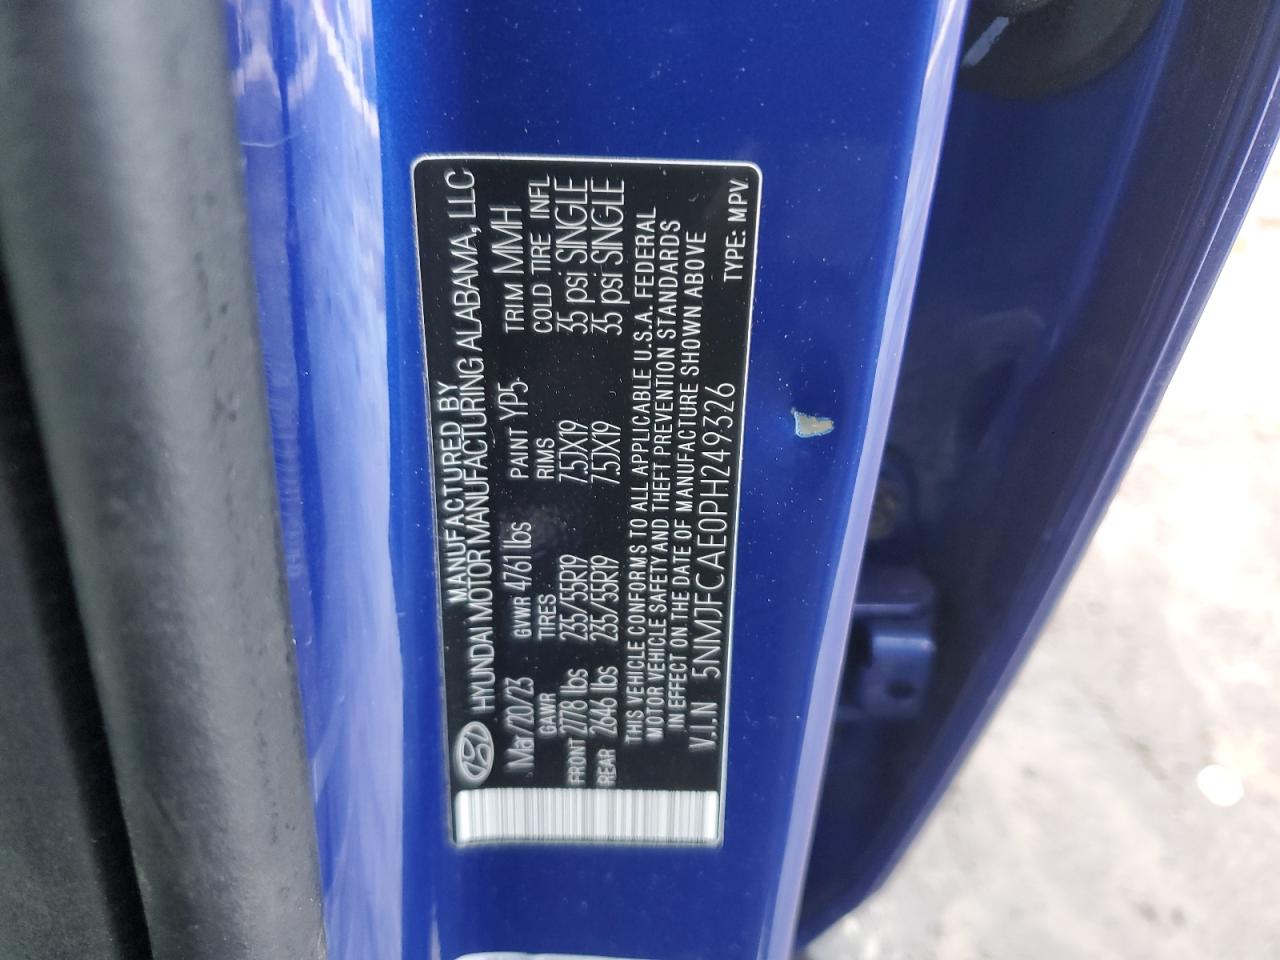 MANUFACTURED BY
HYUNDAI MOTOR MANUFACTURING ALABAMA, LLC
Mar/20/23 GVWR 4761 lbs PAINT YP5 TRIM MMH
GAWR TIRES RIMS COLD TIRE INFL
FRONT 2778 lbs 235/55R19 7.5JX19 35 psi SINGLE
REAR 2646 lbs 235/55R19 7.5JX19 35 psi SINGLE
THIS VEHICLE CONFORMS TO ALL APPLICABLE U.S.A. FEDERAL
MOTOR VEHICLE SAFETY AND THEFT PREVENTION STANDARDS
IN EFFECT ON THE DATE OF MANUFACTURE SHOWN ABOVE
V.I.N 5NMJFCAE0PH249326 TYPE: MPV